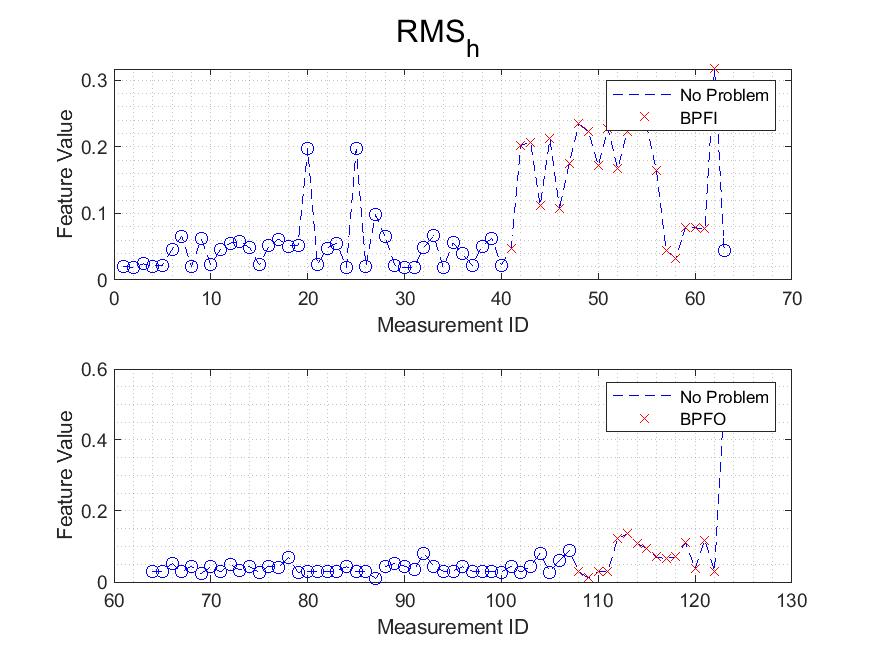 RMS_h
0.3
0.2
0.1
0
Feature Value
No Problem
BPFI
0 10 20 30 40 50 60 70
Measurement ID
0.6
0.4
0.2
0
Feature Value
No Problem
BPFO
60 70 80 90 100 110 120 130
Measurement ID